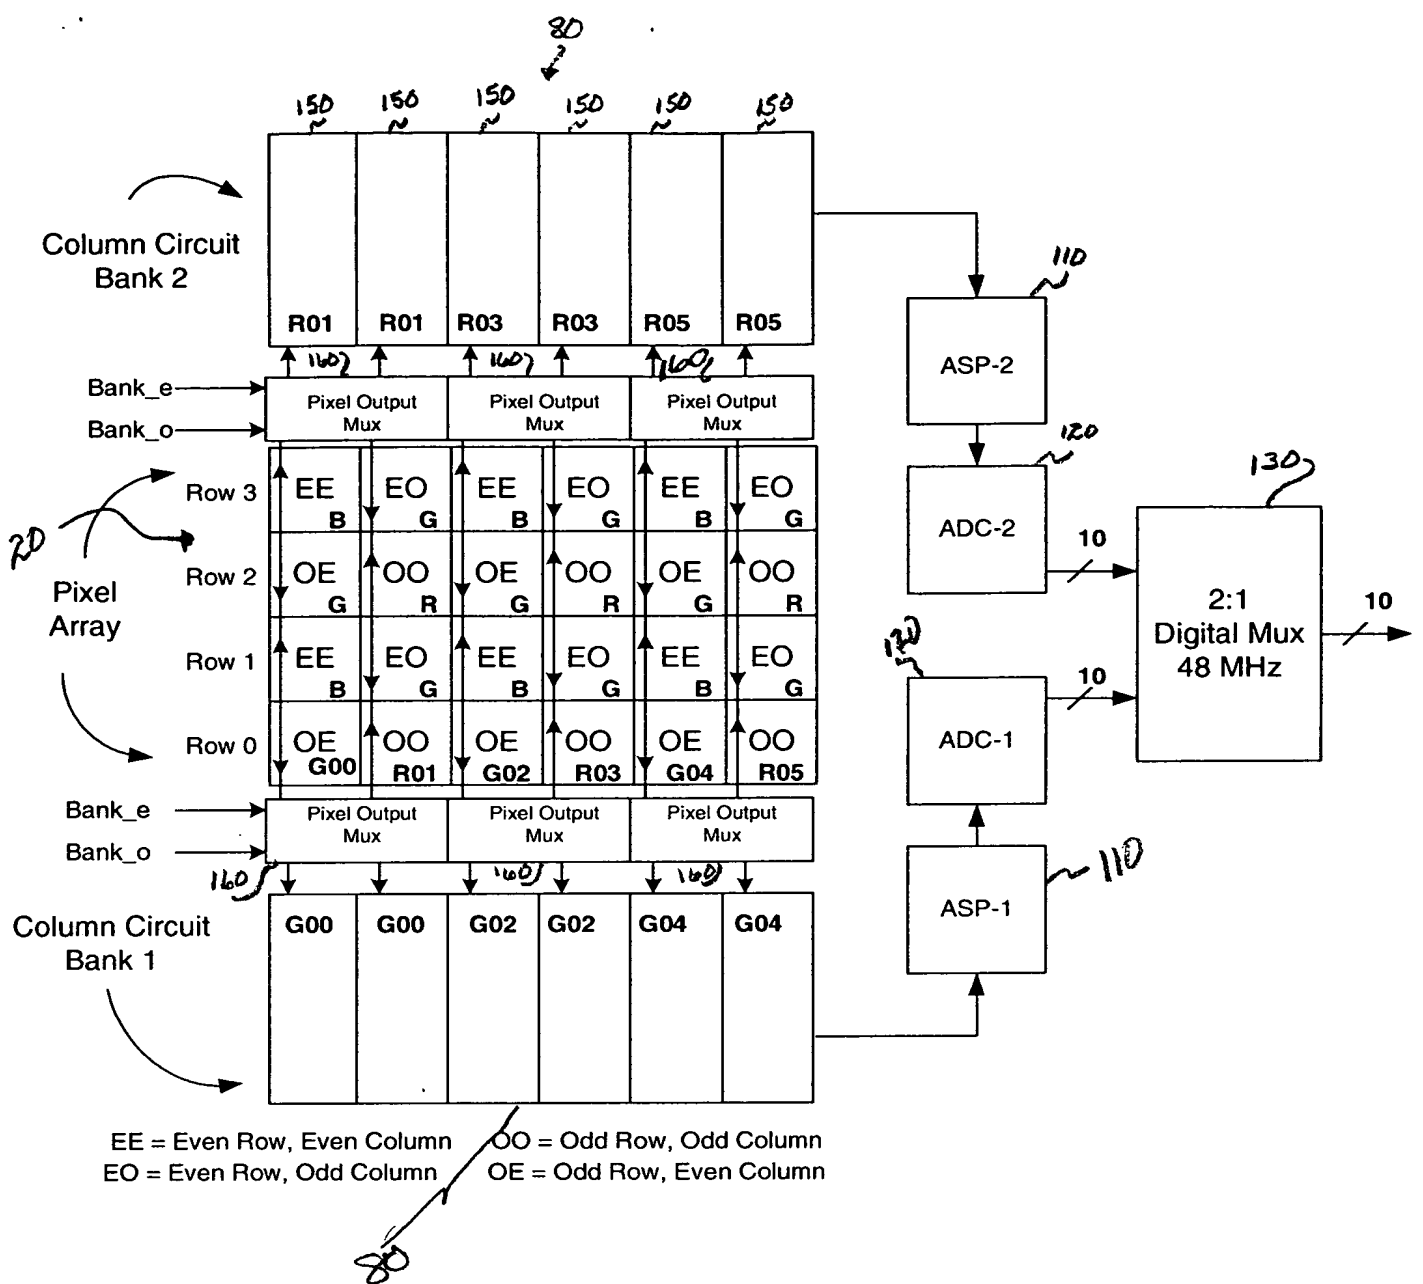 80
150 150 150 150 150 150
Column Circuit
Bank 2
R01 R01 R03 R03 R05 R05
160 160 160
Bank_e
Bank_o
Pixel Output
Mux
Pixel Output
Mux
Pixel Output
Mux
110
ASP-2
120
ADC-2
10
130
2:1
Digital Mux
48 MHz
10
20
Pixel
Array
Row 3
EE EO EE EO EE EO
B G B G B G
Row 2
OE OO OE OO OE OO
G R G R G R
Row 1
EE EO EE EO EE EO
B G B G B G
Row 0
OE OO OE OO OE OO
G00 R01 G02 R03 G04 R05
120
ADC-1
10
Bank_e
Bank_o
Pixel Output
Mux
Pixel Output
Mux
Pixel Output
Mux
160 160 160
110
ASP-1
Column Circuit
Bank 1
G00 G00 G02 G02 G04 G04
EE = Even Row, Even Column OO = Odd Row, Odd Column
EO = Even Row, Odd Column OE = Odd Row, Even Column
80